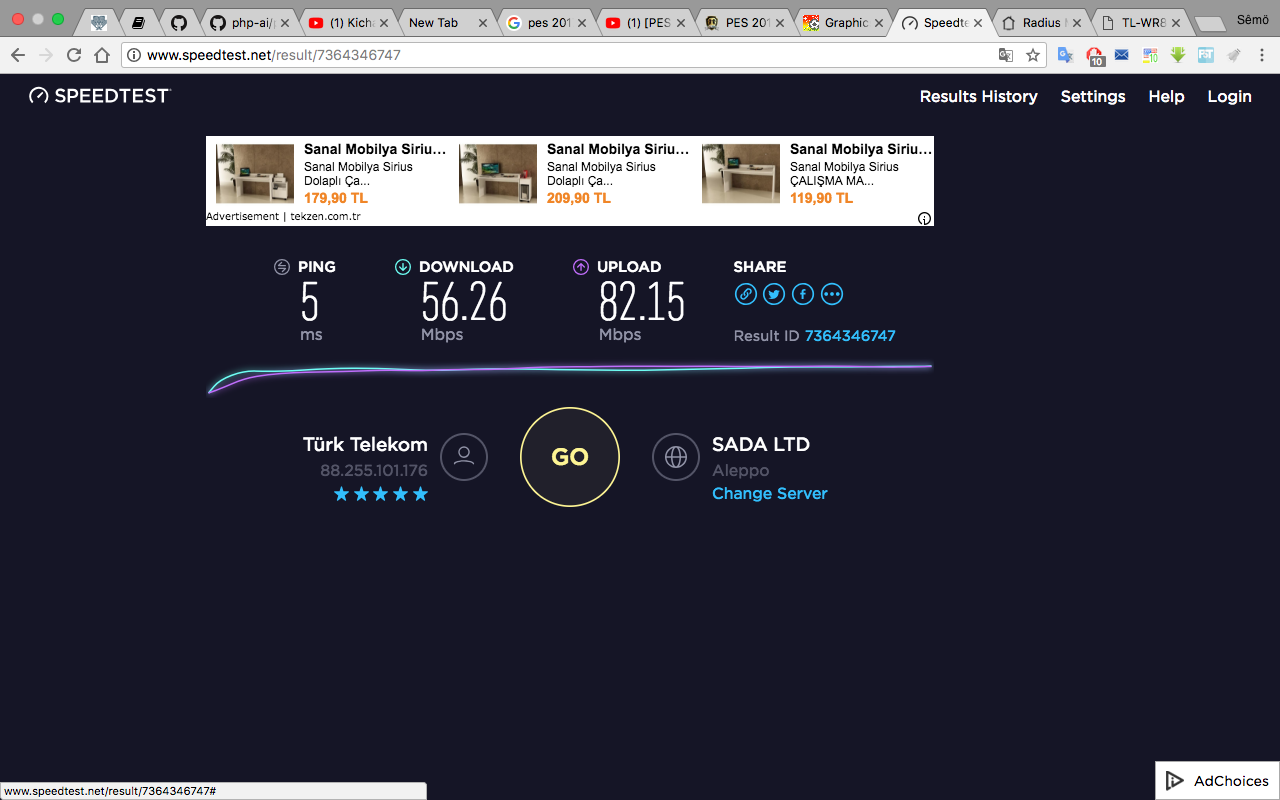 php-ai/p
(1) Kicha
New Tab
pes 201
(1) [PES
PES 201
Graphic
Speedte
Radius M
TL-WR8
Sêmö
www.speedtest.net/result/7364346747
10
10
SPEEDTEST
Results History
Settings
Help
Login
Sanal Mobilya Siriu...
Sanal Mobilya Sirius
Dolaplı Ça...
179,90 TL
Sanal Mobilya Siriu...
Sanal Mobilya Sirius
Dolaplı Ça...
209,90 TL
Sanal Mobilya Siriu...
Sanal Mobilya Sirius
ÇALIŞMA MA...
119,90 TL
Advertisement | tekzen.com.tr
PING
5
ms
DOWNLOAD
56.26
Mbps
UPLOAD
82.15
Mbps
SHARE
Result ID 7364346747
Türk Telekom
88.255.101.176
GO
SADA LTD
Aleppo
Change Server
www.speedtest.net/result/7364346747#
AdChoices